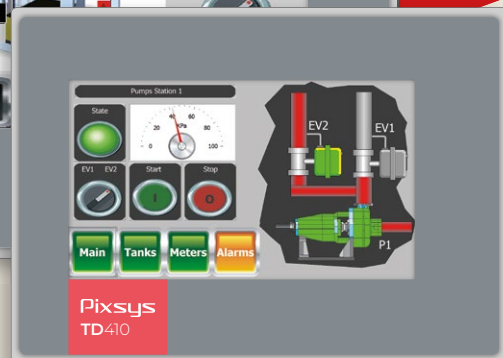 Pumps Station 1
State
EV1 EV2
0 20 40 60 80 100
KPa
Start
Stop
I
O
EV2
EV1
P1
Main
Tanks
Meters
Alarms
Pixsys
TD410